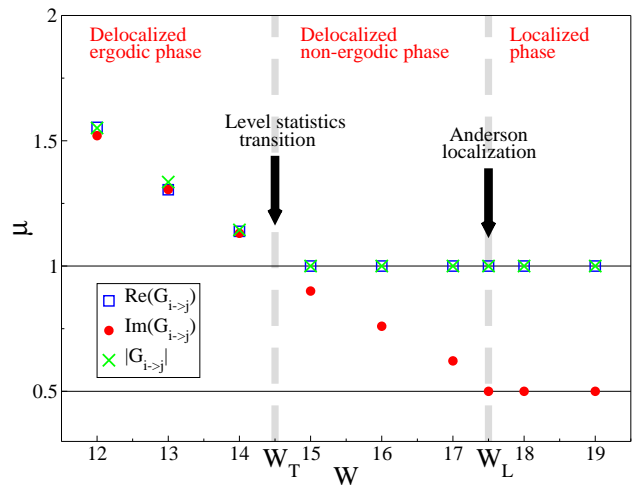 2
1.5
1
0.5
μ
Delocalized
ergodic phase
Delocalized
non-ergodic phase
Localized
phase
Level statistics
transition
Anderson
localization
Re(G_{i->j})
Im(G_{i->j})
|G_{i->j}|
12 13 14 W_T 15 16 17 W_L 18 19
W